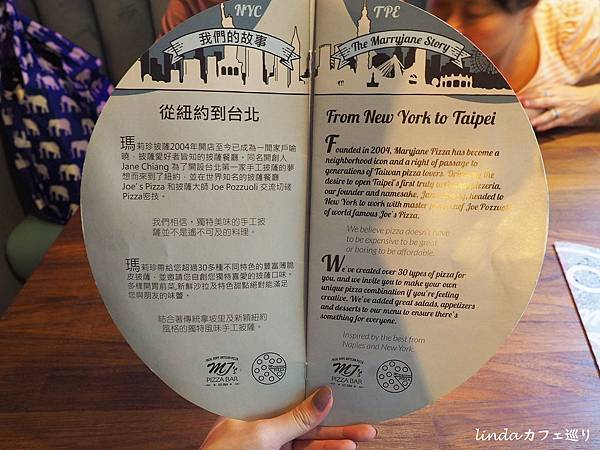 NYC
我們的故事
從紐約到台北
瑪莉珍披薩2004年開店至今已成為一間家戶喻
曉、披薩愛好者皆知的披薩餐廳。同名開創人
Jane Chiang 為了開設台北第一家手工披薩的夢
想而來到了紐約，並在世界知名的披薩餐廳
Joe's Pizza 和披薩大師 Joe Pozzuoli 交流切磋
Pizza密技。
我們相信，獨特美味的手工披
薩並不是遙不可及的料理。
瑪莉珍帶給您超過30多種不同特色的豐富薄脆
皮披薩，並邀請您自創您獨特喜愛的披薩口味。
多樣開胃前菜,新鮮沙拉及特色甜點絕對能滿足
您與朋友的味蕾。
結合著傳統拿坡里及新穎紐約
風格的獨特風味手工披薩。
MJ's
PIZZA BAR
TPE
The Marryjane Story
From New York to Taipei
Founded in 2004, Maryjane Pizza has become a
neighborhood icon and a right of passage to
generations of Taiwan pizza lovers.
desire to open Taipei's first truly pizzeria,
our founder and namesake, Jane headed to
New York to work with master Joe Pozzuoli
of world famous Joe's Pizza.
We believe pizza doesn't have
to be expensive to be great
or boring to be affordable.
We've created over 30 types of pizza for
you, and we invite you to make your own
unique pizza combination if you're feeling
creative. We've added great salads, appetizers
and desserts to our menu to ensure there's
something for everyone.
Inspired by the best from
Naples and New York.
MJ's
PIZZA BAR
lindaカフェ巡り